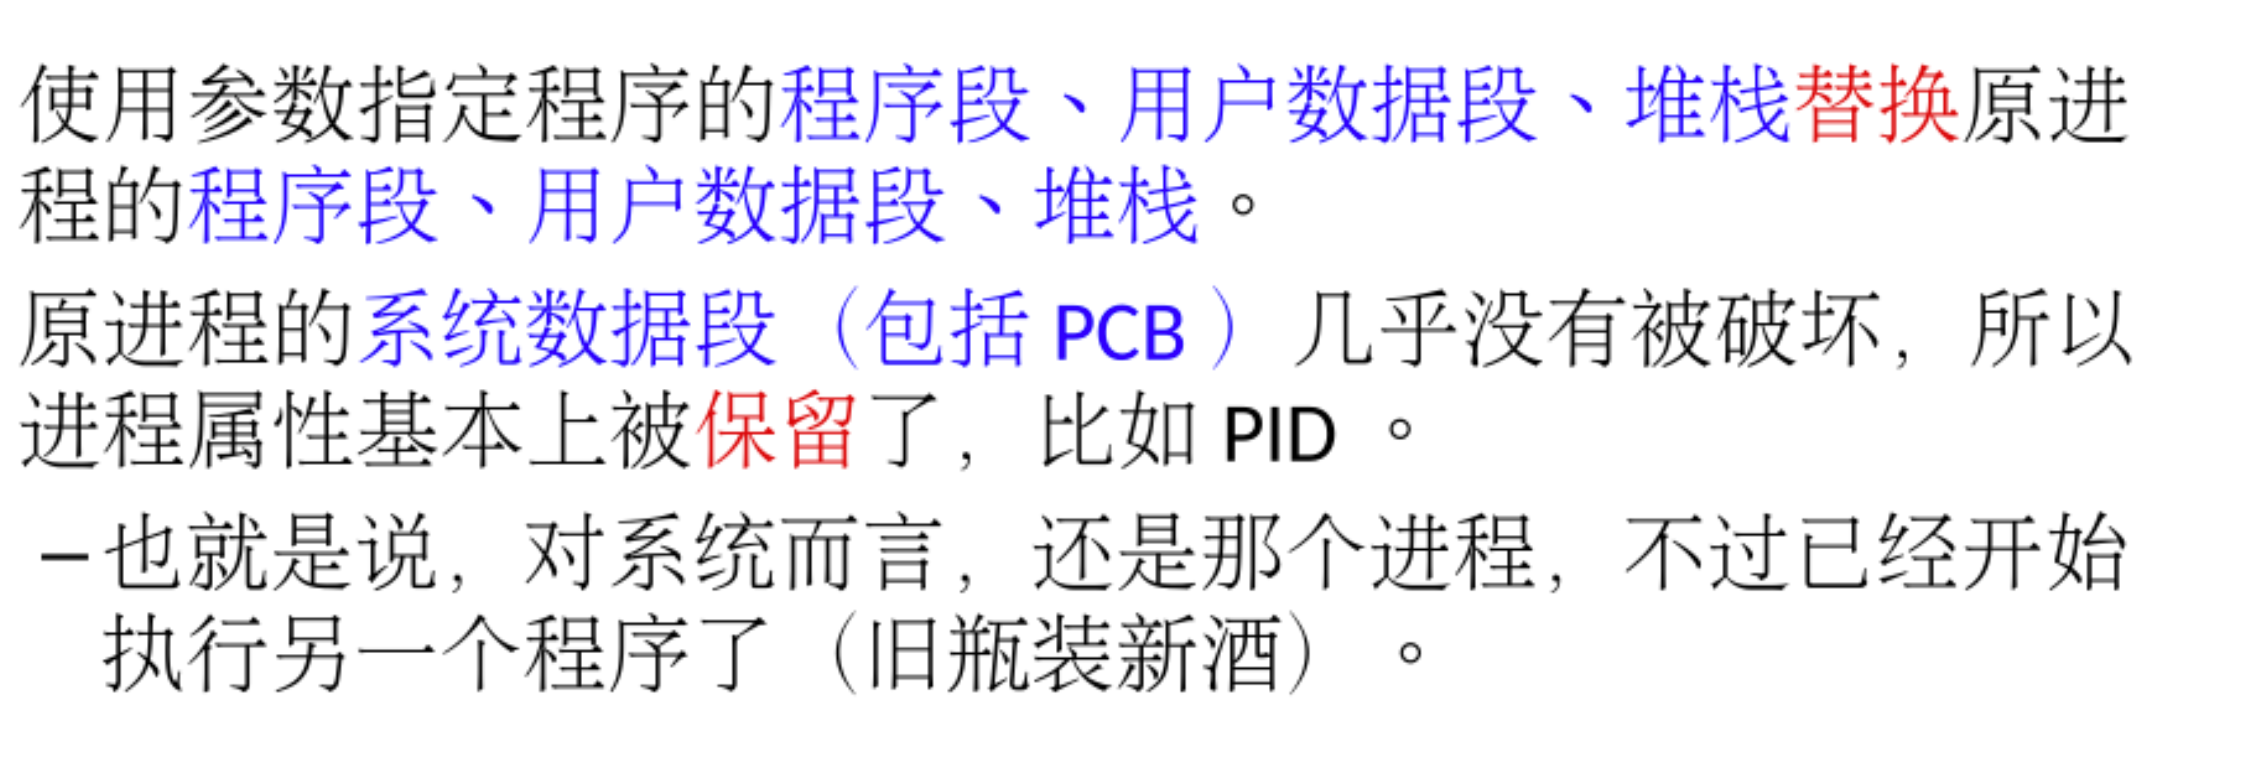 使用参数指定程序的程序段、用户数据段、堆栈替换原进
程的程序段、用户数据段、堆栈。
原进程的系统数据段（包括 PCB ）几乎没有被破坏，所以
进程属性基本上被保留了，比如 PID 。
–也就是说，对系统而言，还是那个进程，不过已经开始
执行另一个程序了（旧瓶装新酒）。